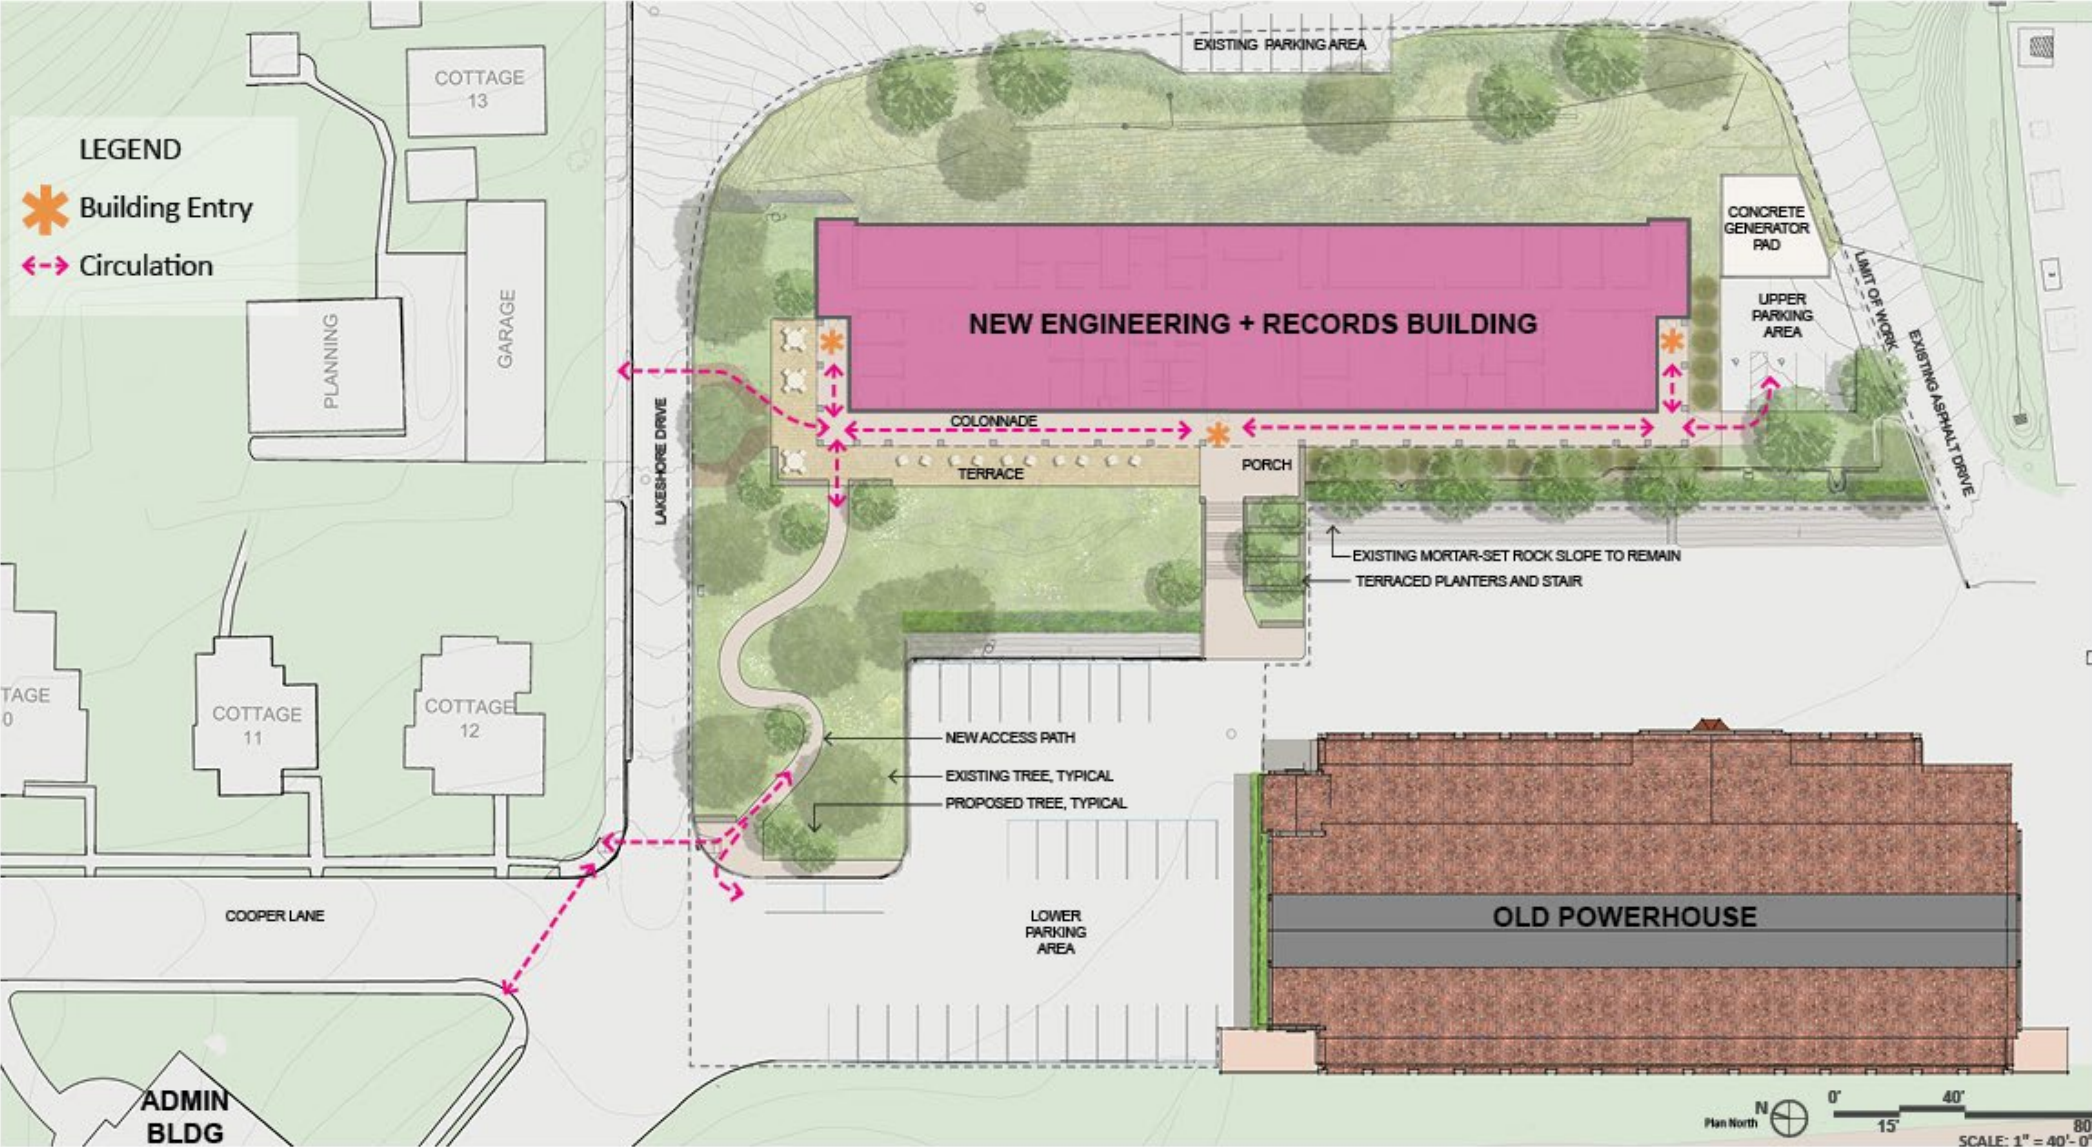 EXISTING PARKING AREA
COTTAGE
13
LEGEND
Building Entry
Circulation
CONCRETE
GENERATOR
PAD
LIMIT OF WORK
UPPER
PARKING
AREA
NEW ENGINEERING + RECORDS BUILDING
PLANNING
GARAGE
EXISTING ASPHALT DRIVE
LAKESHORE DRIVE
COLONNADE
TERRACE
PORCH
EXISTING MORTAR-SET ROCK SLOPE TO REMAIN
TERRACED PLANTERS AND STAIR
TAGE
0
COTTAGE
11
COTTAGE
12
NEW ACCESS PATH
EXISTING TREE, TYPICAL
PROPOSED TREE, TYPICAL
COOPER LANE
LOWER
PARKING
AREA
OLD POWERHOUSE
ADMIN
BLDG
N
Plan North
0' 40'
15' 80
SCALE: 1" = 40'- 0"